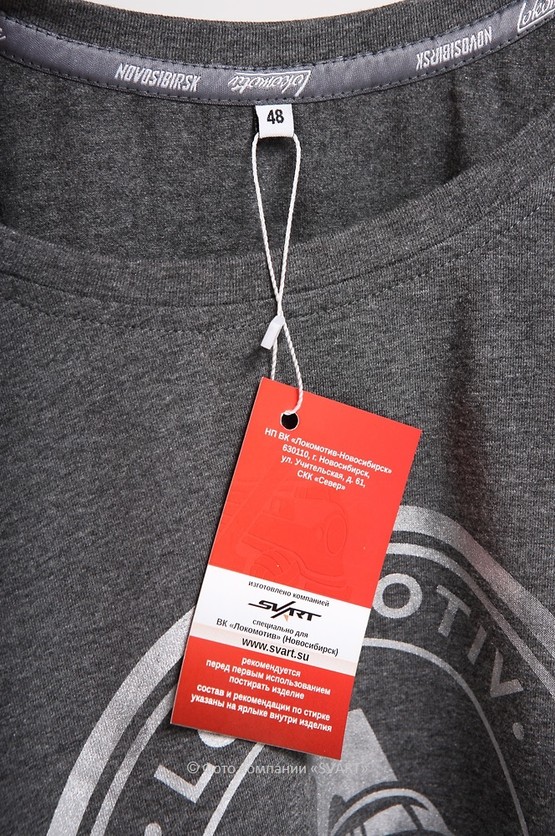 NOVOSIBIRSK
Lokomotiv
NOVOSIBIRSK
48
НП ВК «Локомотив-Новосибирск»
630110, г. Новосибирск,
ул. Учительская, д. 61,
СКК «Север»
изготовлено компанией
SVART
специально для
ВК «Локомотив» (Новосибирск)
www.svart.su
рекомендуется
перед первым использованием
постирать изделие
состав и рекомендации по стирке
указаны на ярлыке внутри изделия
LO
OTIV
© Фото компании «SVART»